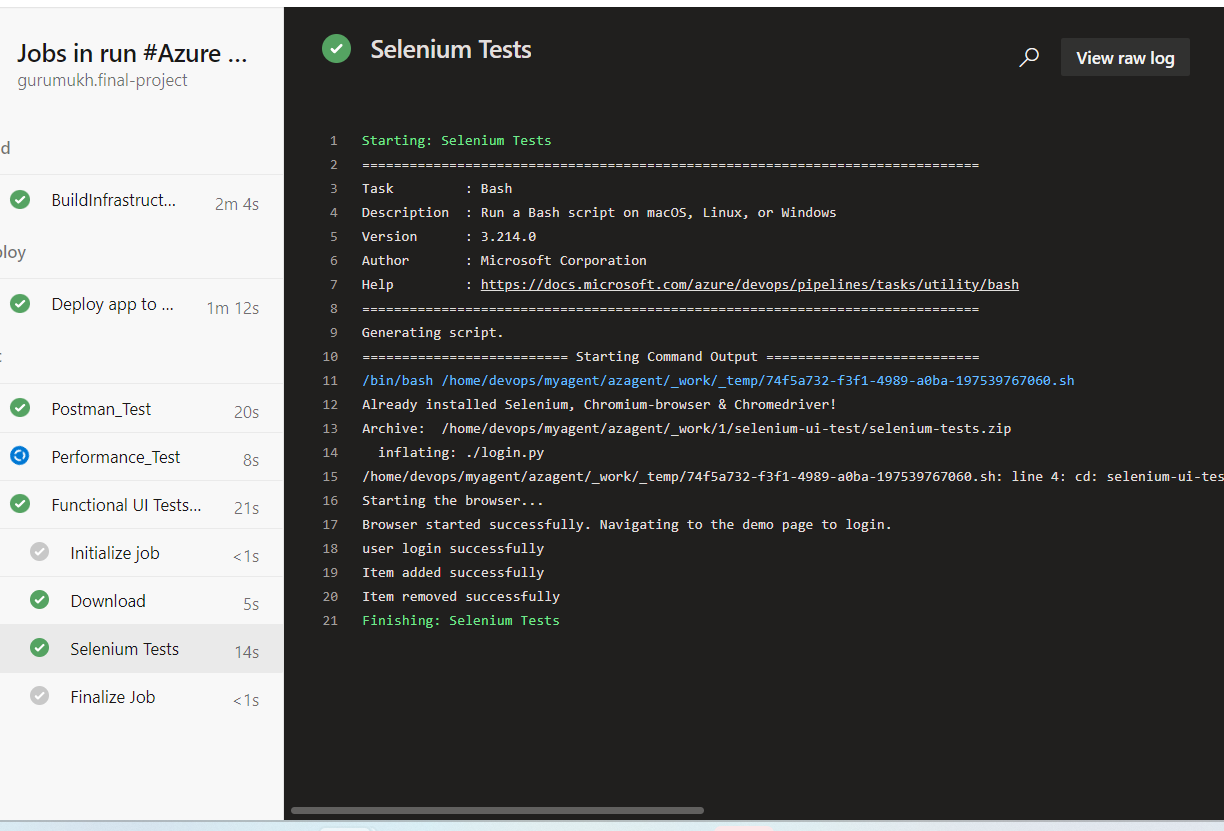 Jobs in run #Azure ...
gurumukh.final-project
d
BuildInfrastruct... 2m 4s
ploy
Deploy app to ... 1m 12s
Postman_Test 20s
Performance_Test 8s
Functional UI Tests... 21s
Initialize job <1s
Download 5s
Selenium Tests 14s
Finalize Job <1s
Selenium Tests
View raw log
1 Starting: Selenium Tests
2 ==============================================================================
3 Task         : Bash
4 Description  : Run a Bash script on macOS, Linux, or Windows
5 Version      : 3.214.0
6 Author       : Microsoft Corporation
7 Help         : https://docs.microsoft.com/azure/devops/pipelines/tasks/utility/bash
8 ==============================================================================
9 Generating script.
10 ========================== Starting Command Output ===========================
11 /bin/bash /home/devops/myagent/azagent/_work/_temp/74f5a732-f3f1-4989-a0ba-197539767060.sh
12 Already installed Selenium, Chromium-browser & Chromedriver!
13 Archive:  /home/devops/myagent/azagent/_work/1/selenium-ui-test/selenium-tests.zip
14   inflating: ./login.py
15 /home/devops/myagent/azagent/_work/_temp/74f5a732-f3f1-4989-a0ba-197539767060.sh: line 4: cd: selenium-ui-tes
16 Starting the browser...
17 Browser started successfully. Navigating to the demo page to login.
18 user login successfully
19 Item added successfully
20 Item removed successfully
21 Finishing: Selenium Tests